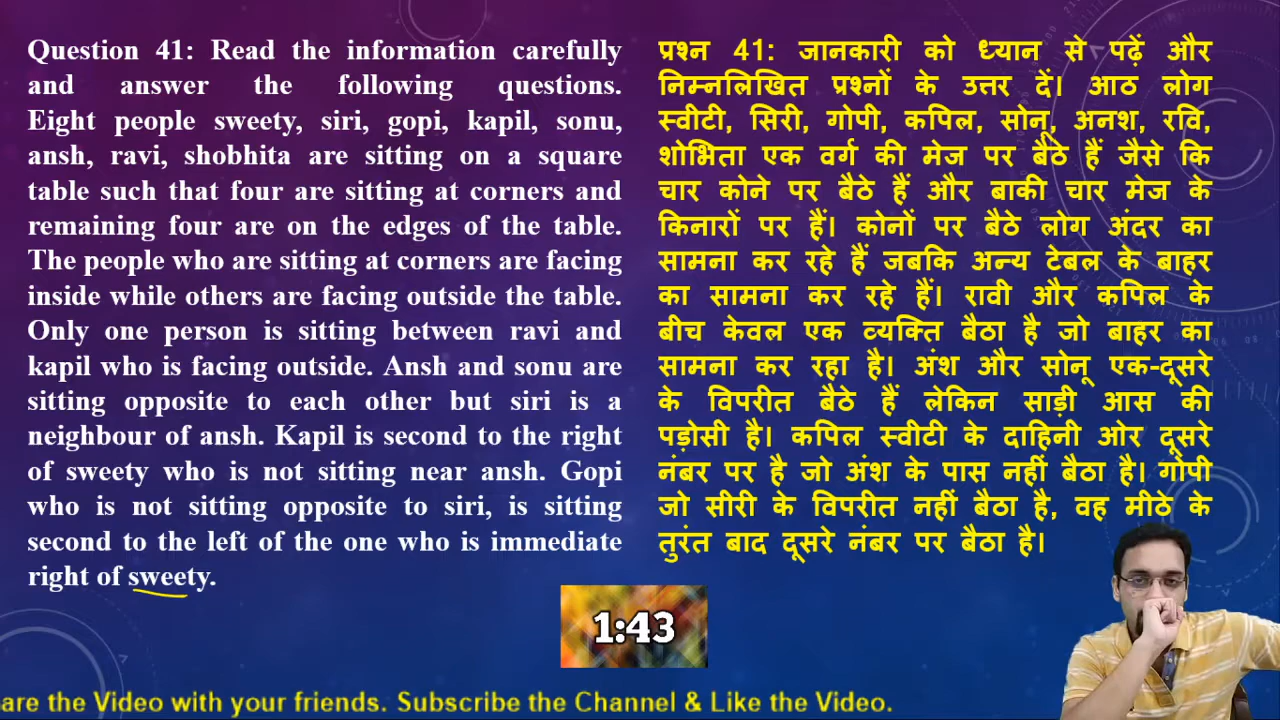 Question 41: Read the information carefully
and answer the following questions.
Eight people sweety, siri, gopi, kapil, sonu,
ansh, ravi, shobhita are sitting on a square
table such that four are sitting at corners and
remaining four are on the edges of the table.
The people who are sitting at corners are facing
inside while others are facing outside the table.
Only one person is sitting between ravi and
kapil who is facing outside. Ansh and sonu are
sitting opposite to each other but siri is a
neighbour of ansh. Kapil is second to the right
of sweety who is not sitting near ansh. Gopi
who is not sitting opposite to siri, is sitting
second to the left of the one who is immediate
right of sweety.
प्रश्न 41: जानकारी को ध्यान से पढ़ें और
निम्नलिखित प्रश्नों के उत्तर दें। आठ लोग
स्वीटी, सिरी, गोपी, कपिल, सोनू, अनश, रवि,
शोभिता एक वर्ग की मेज पर बैठे हैं जैसे कि
चार कोने पर बैठे हैं और बाकी चार मेज के
किनारों पर हैं। कोनों पर बैठे लोग अंदर का
सामना कर रहे हैं जबकि अन्य टेबल के बाहर
का सामना कर रहे हैं। रावी और कपिल के
बीच केवल एक व्यक्ति बैठा है जो बाहर का
सामना कर रहा है। अंश और सोनू एक-दूसरे
के विपरीत बैठे हैं लेकिन साड़ी आस की
पड़ोसी है। कपिल स्वीटी के दाहिनी ओर दूसरे
नंबर पर है जो अंश के पास नहीं बैठा है। गोपी
जो सीरी के विपरीत नहीं बैठा है, वह मीठे के
तुरंत बाद दूसरे नंबर पर बैठा है।
1:43
are the Video with your friends. Subscribe the Channel & Like the Video.